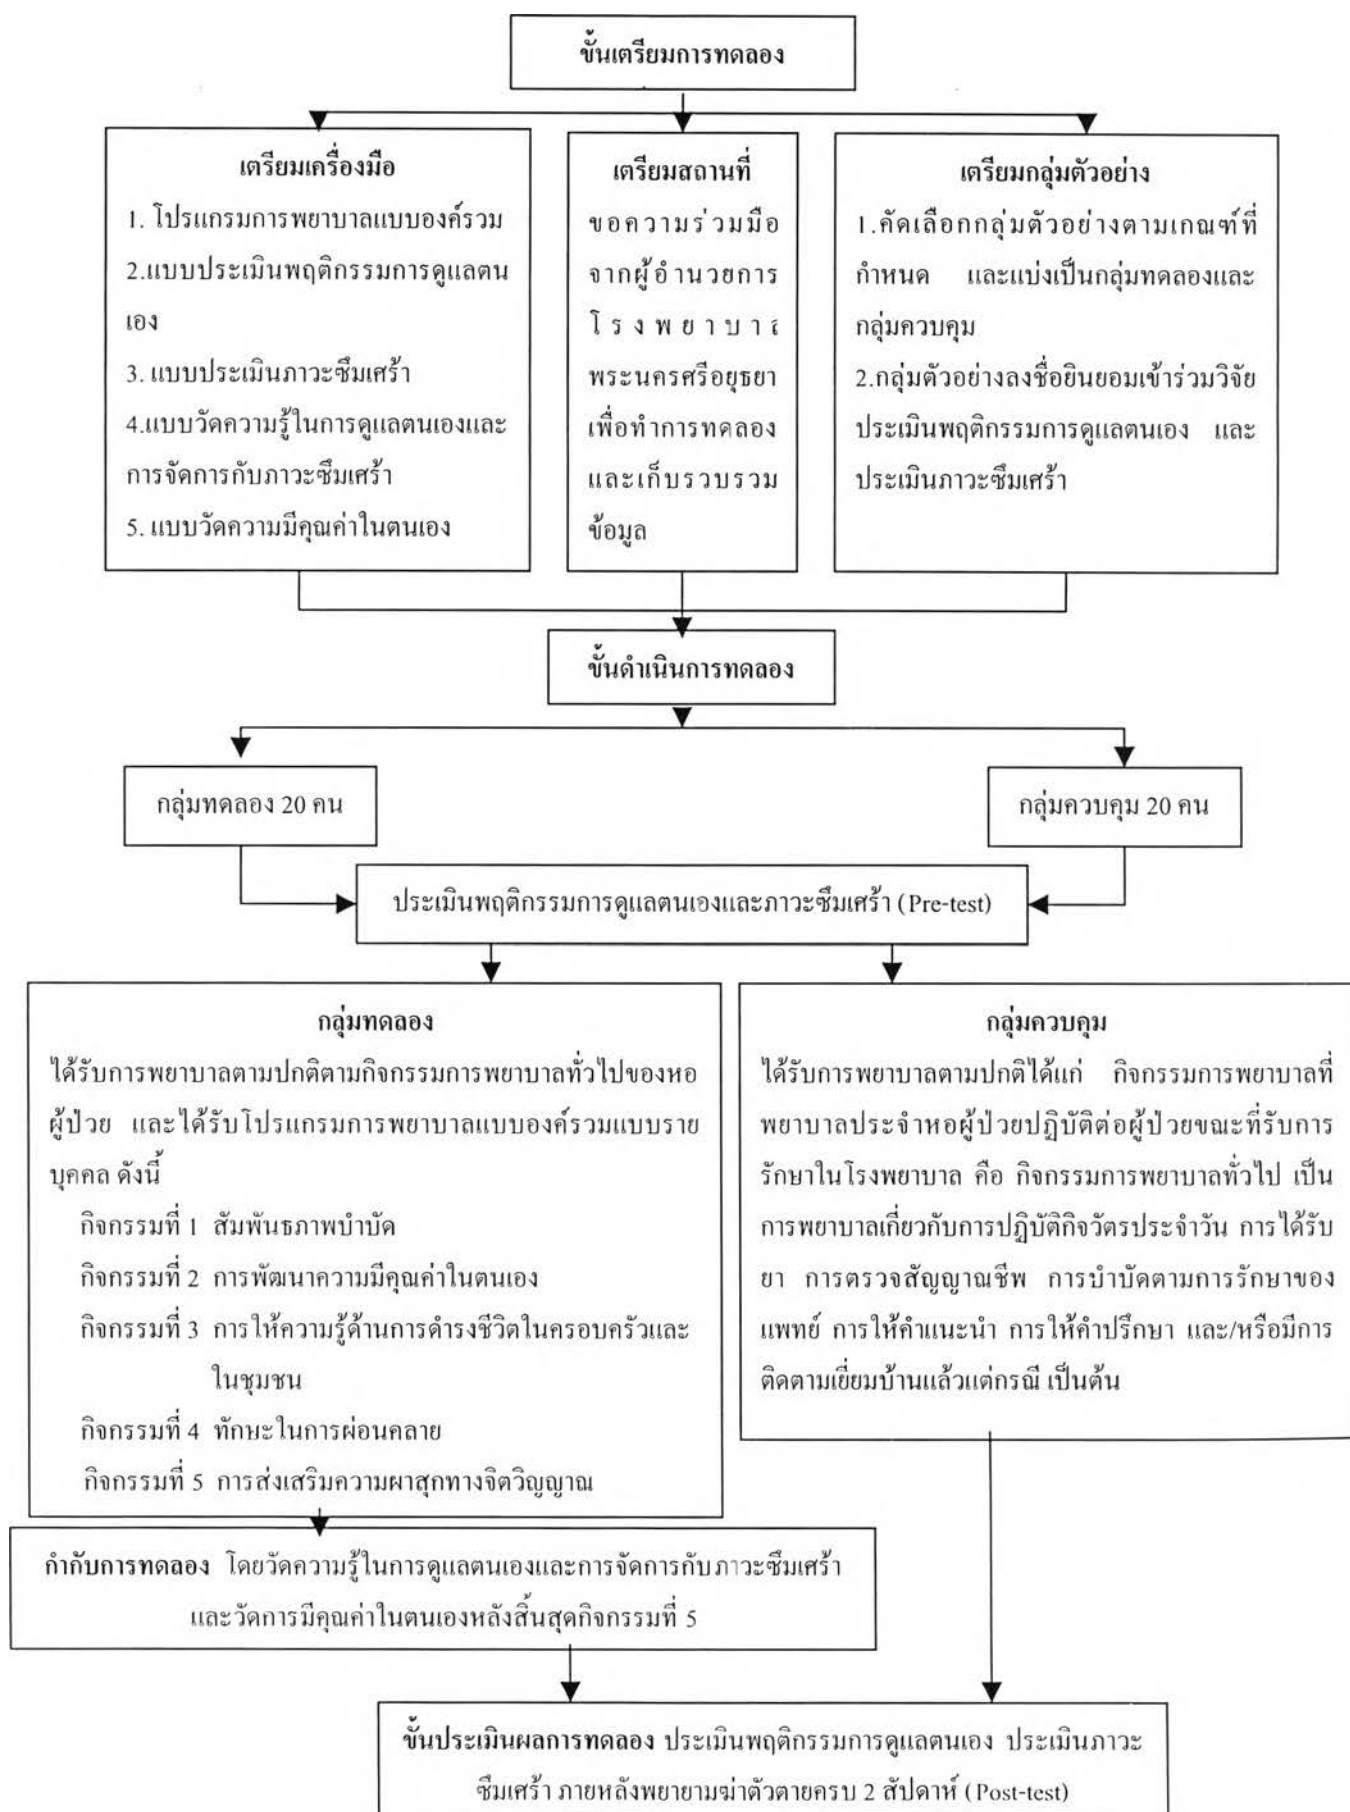 ขั้นเตรียมการทดลอง
เตรียมเครื่องมือ
1. โปรแกรมการพยาบาลแบบองค์รวม
2.แบบประเมินพฤติกรรมการดูแลตน
เอง
3. แบบประเมินภาวะซึมเศร้า
4.แบบวัดความรู้ในการดูแลตนเองและ
การจัดการกับภาวะซึมเศร้า
5. แบบวัดความมีคุณค่าในตนเอง
เตรียมสถานที่
ขอความร่วมมือ
จากผู้อำนวยการ
โรงพยาบาล
พระนครศรีอยุธยา
เพื่อทำการทดลอง
และเก็บรวบรวม
ข้อมูล
เตรียมกลุ่มตัวอย่าง
1.คัดเลือกกลุ่มตัวอย่างตามเกณฑ์ที่
กำหนด และแบ่งเป็นกลุ่มทดลองและ
กลุ่มควบคุม
2.กลุ่มตัวอย่างลงชื่อยินยอมเข้าร่วมวิจัย
ประเมินพฤติกรรมการดูแลตนเอง และ
ประเมินภาวะซึมเศร้า
ขั้นดำเนินการทดลอง
กลุ่มทดลอง 20 คน
กลุ่มควบคุม 20 คน
ประเมินพฤติกรรมการดูแลตนเองและภาวะซึมเศร้า (Pre-test)
กลุ่มทดลอง
ได้รับการพยาบาลตามปกติตามกิจกรรมการพยาบาลทั่วไปของหอ
ผู้ป่วย และได้รับโปรแกรมการพยาบาลแบบองค์รวมแบบราย
บุคคล ดังนี้
กิจกรรมที่ 1 สัมพันธภาพบำบัด
กิจกรรมที่ 2 การพัฒนาความมีคุณค่าในตนเอง
กิจกรรมที่ 3 การให้ความรู้ด้านการดำรงชีวิตในครอบครัวและ
ในชุมชน
กิจกรรมที่ 4 ทักษะในการผ่อนคลาย
กิจกรรมที่ 5 การส่งเสริมความผาสุกทางจิตวิญญาณ
กลุ่มควบคุม
ได้รับการพยาบาลตามปกติได้แก่ กิจกรรมการพยาบาลที่
พยาบาลประจำหอผู้ป่วยปฏิบัติต่อผู้ป่วยขณะที่รับการ
รักษาในโรงพยาบาล คือ กิจกรรมการพยาบาลทั่วไป เป็น
การพยาบาลเกี่ยวกับการปฏิบัติกิจวัตรประจำวัน การได้รับ
ยา การตรวจสัญญาณชีพ การบำบัดตามการรักษาของ
แพทย์ การให้คำแนะนำ การให้คำปรึกษา และ/หรือมีการ
ติดตามเยี่ยมบ้านแล้วแต่กรณี เป็นต้น
กำกับการทดลอง โดยวัดความรู้ในการดูแลตนเองและการจัดการกับภาวะซึมเศร้า
และวัดการมีคุณค่าในตนเองหลังสิ้นสุดกิจกรรมที่ 5
ขั้นประเมินผลการทดลอง ประเมินพฤติกรรมการดูแลตนเอง ประเมินภาวะ
ซึมเศร้า ภายหลังพยายามฆ่าตัวตายครบ 2 สัปดาห์ (Post-test)